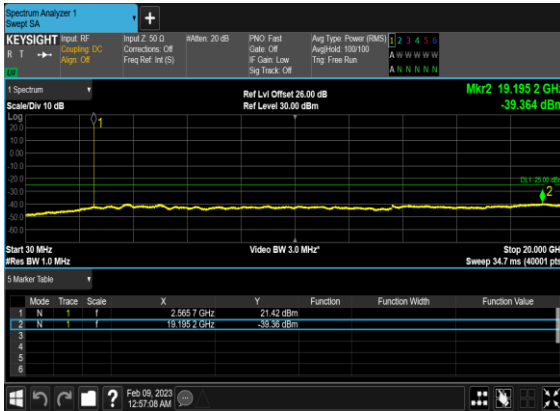 Spectrum Analyzer 1
Swept SA
+
KEYSIGHT Input: RF Input Z: 50 Ω #Atten: 20 dB PNO: Fast Avg Type: Power (RMS) 1 2 3 4 5 6
R T Coupling: DC Corrections: Off Gate: Off Avg|Hold: 100/100 A W W W W W
Align: Off Freq Ref: Int (S) IF Gain: Low Trig: Free Run
Sig Track: Off A N N N N N
1 Spectrum Ref Lvl Offset 26.00 dB Mkr2 19.195 2 GHz
Scale/Div 10 dB Ref Level 30.00 dBm -39.364 dBm
Log
20.0
10.0
0.00
-10.0
-20.0
-30.0
-40.0
-50.0
-60.0
1
DL1 -25.00 dBm
2
Start 30 MHz Video BW 3.0 MHz* Stop 20.000 GHz
#Res BW 1.0 MHz Sweep 34.7 ms (40001 pts)
5 Marker Table
Mode Trace Scale X Y Function Function Width Function Value
1 N 1 f 2.565 7 GHz 21.42 dBm
2 N 1 f 19.195 2 GHz -39.36 dBm
3
4
5
6
? Feb 09, 2023
12:57:08 AM